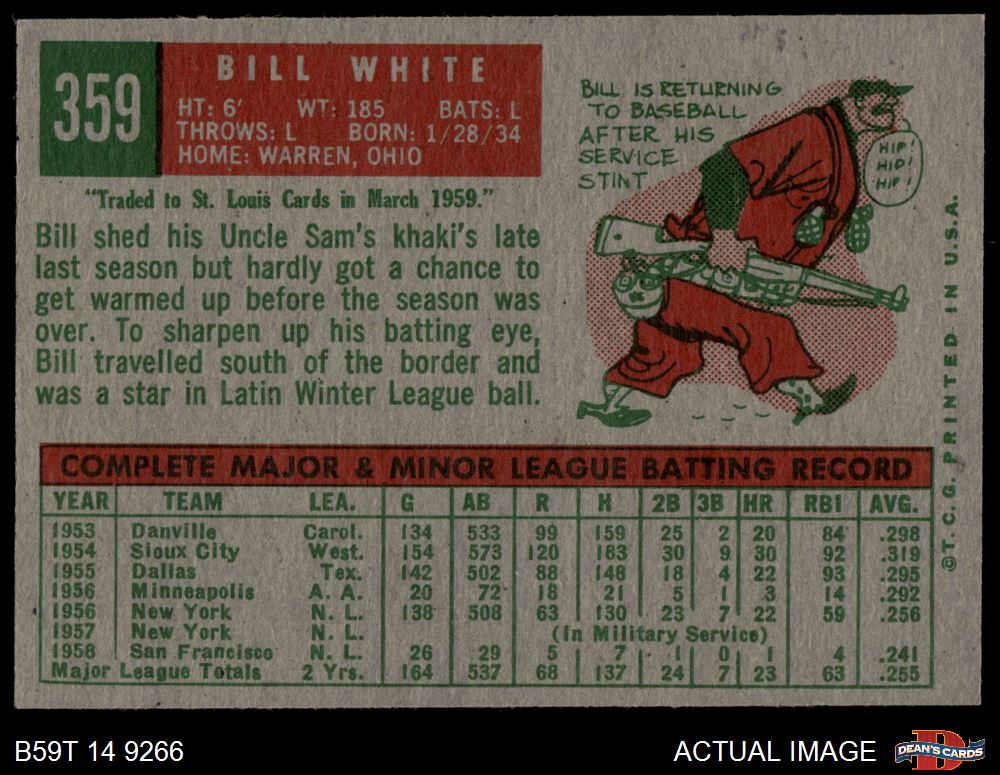 359
BILL WHITE
HT: 6' WT: 185 BATS: L
THROWS: L BORN: 1/28/34
HOME: WARREN, OHIO
"Traded to St. Louis Cards in March 1959."
Bill shed his Uncle Sam's khaki's late
last season but hardly got a chance to
get warmed up before the season was
over. To sharpen up his batting eye,
Bill travelled south of the border and
was a star in Latin Winter League ball.
BILL IS RETURNING
TO BASEBALL
AFTER HIS
SERVICE
STINT
HIP!
HIP!
HIP!
©T.C.G. PRINTED IN U.S.A.
COMPLETE MAJOR & MINOR LEAGUE BATTING RECORD
YEAR TEAM LEA. G AB R H 2B 3B HR RBI AVG.
1953 Danville Carol. 134 533 99 159 25 2 20 84 .298
1954 Sioux City West. 154 573 120 183 30 9 30 92 .319
1955 Dallas Tex. 142 502 88 148 18 4 22 93 .295
1956 Minneapolis A. A. 20 72 18 21 5 1 3 14 .292
1956 New York N. L. 138 508 63 130 23 7 22 59 .256
1957 New York N. L. (In Military Service)
1958 San Francisco N. L. 26 29 5 7 1 0 1 4 .241
Major League Totals 2 Yrs. 164 537 68 137 24 7 23 63 .255
B59T 14 9266
ACTUAL IMAGE
DEAN'S CARDS